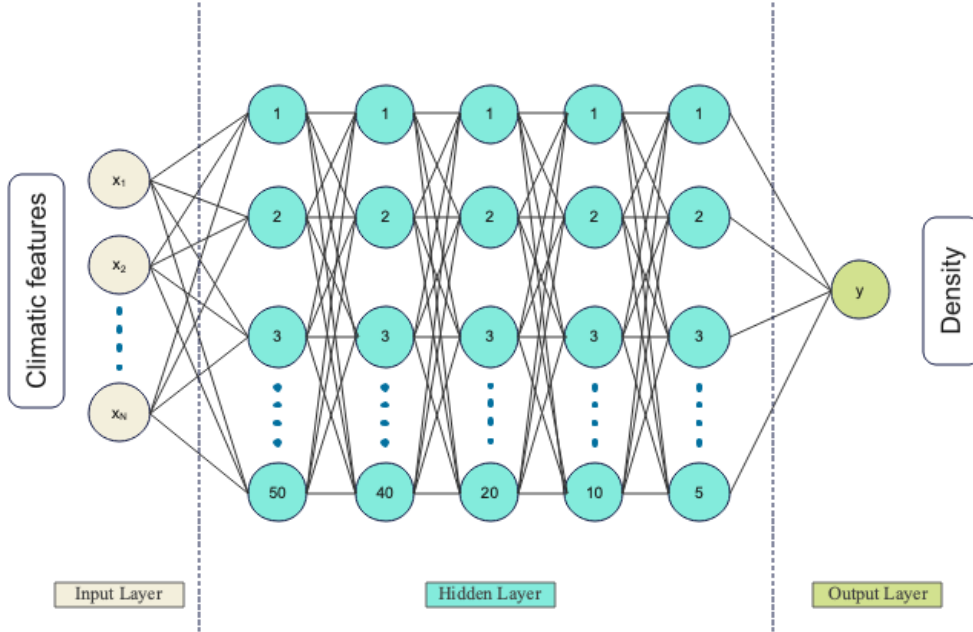 Climatic features
x1
x2
xN
1
2
3
50
1
2
3
40
1
2
3
20
1
2
3
10
1
2
3
5
y
Density
Input Layer
Hidden Layer
Output Layer